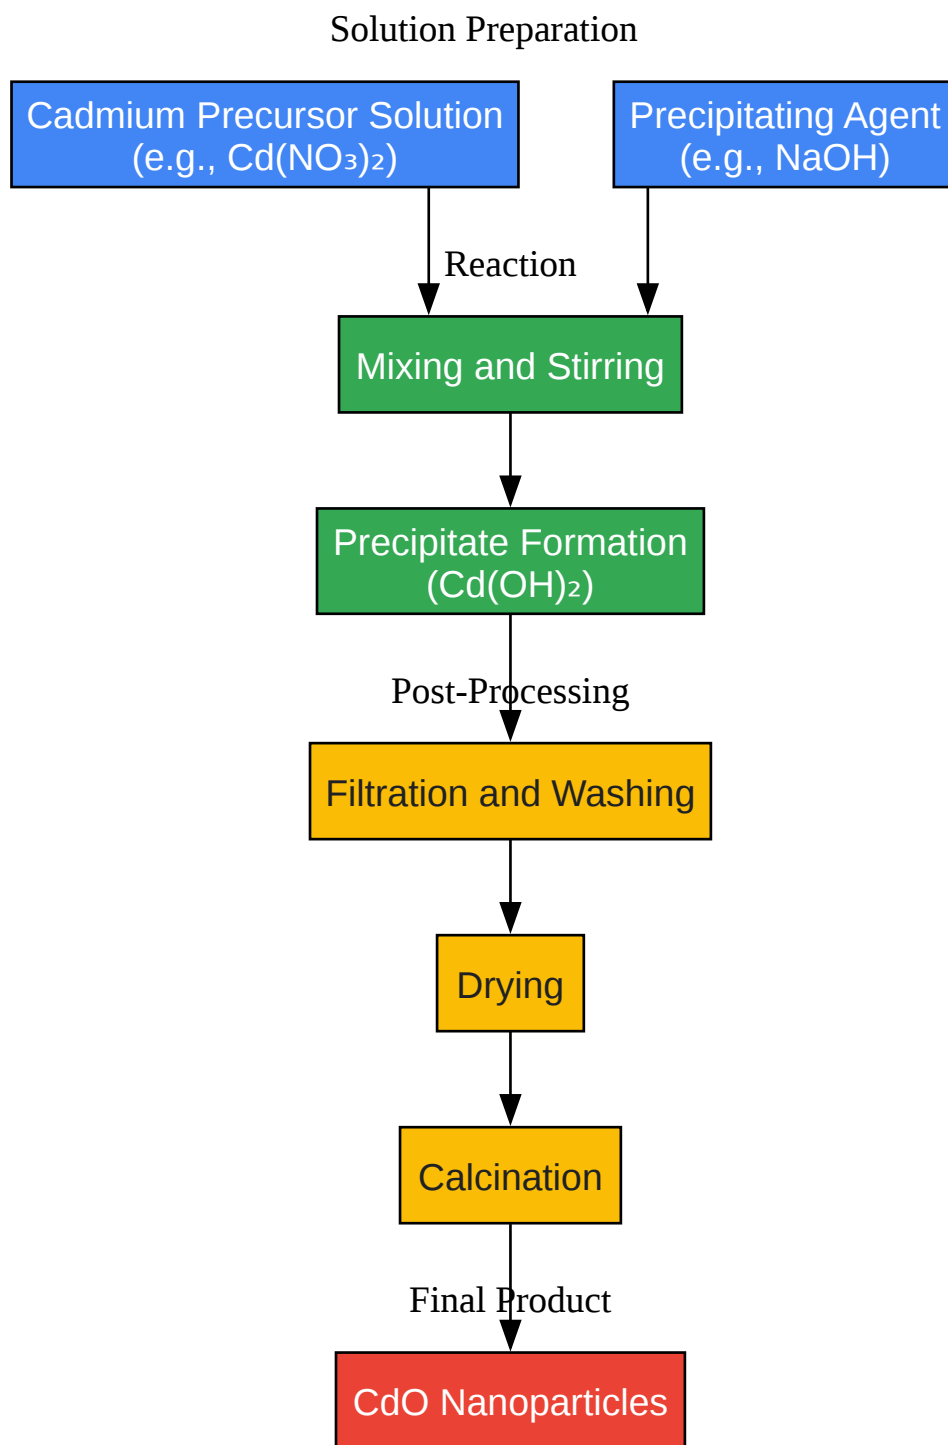 Solution Preparation
Cadmium Precursor Solution
(e.g., Cd(NO₃)₂)
Precipitating Agent
(e.g., NaOH)
Reaction
Mixing and Stirring
Precipitate Formation
(Cd(OH)₂)
Post-Processing
Filtration and Washing
Drying
Calcination
Final Product
CdO Nanoparticles